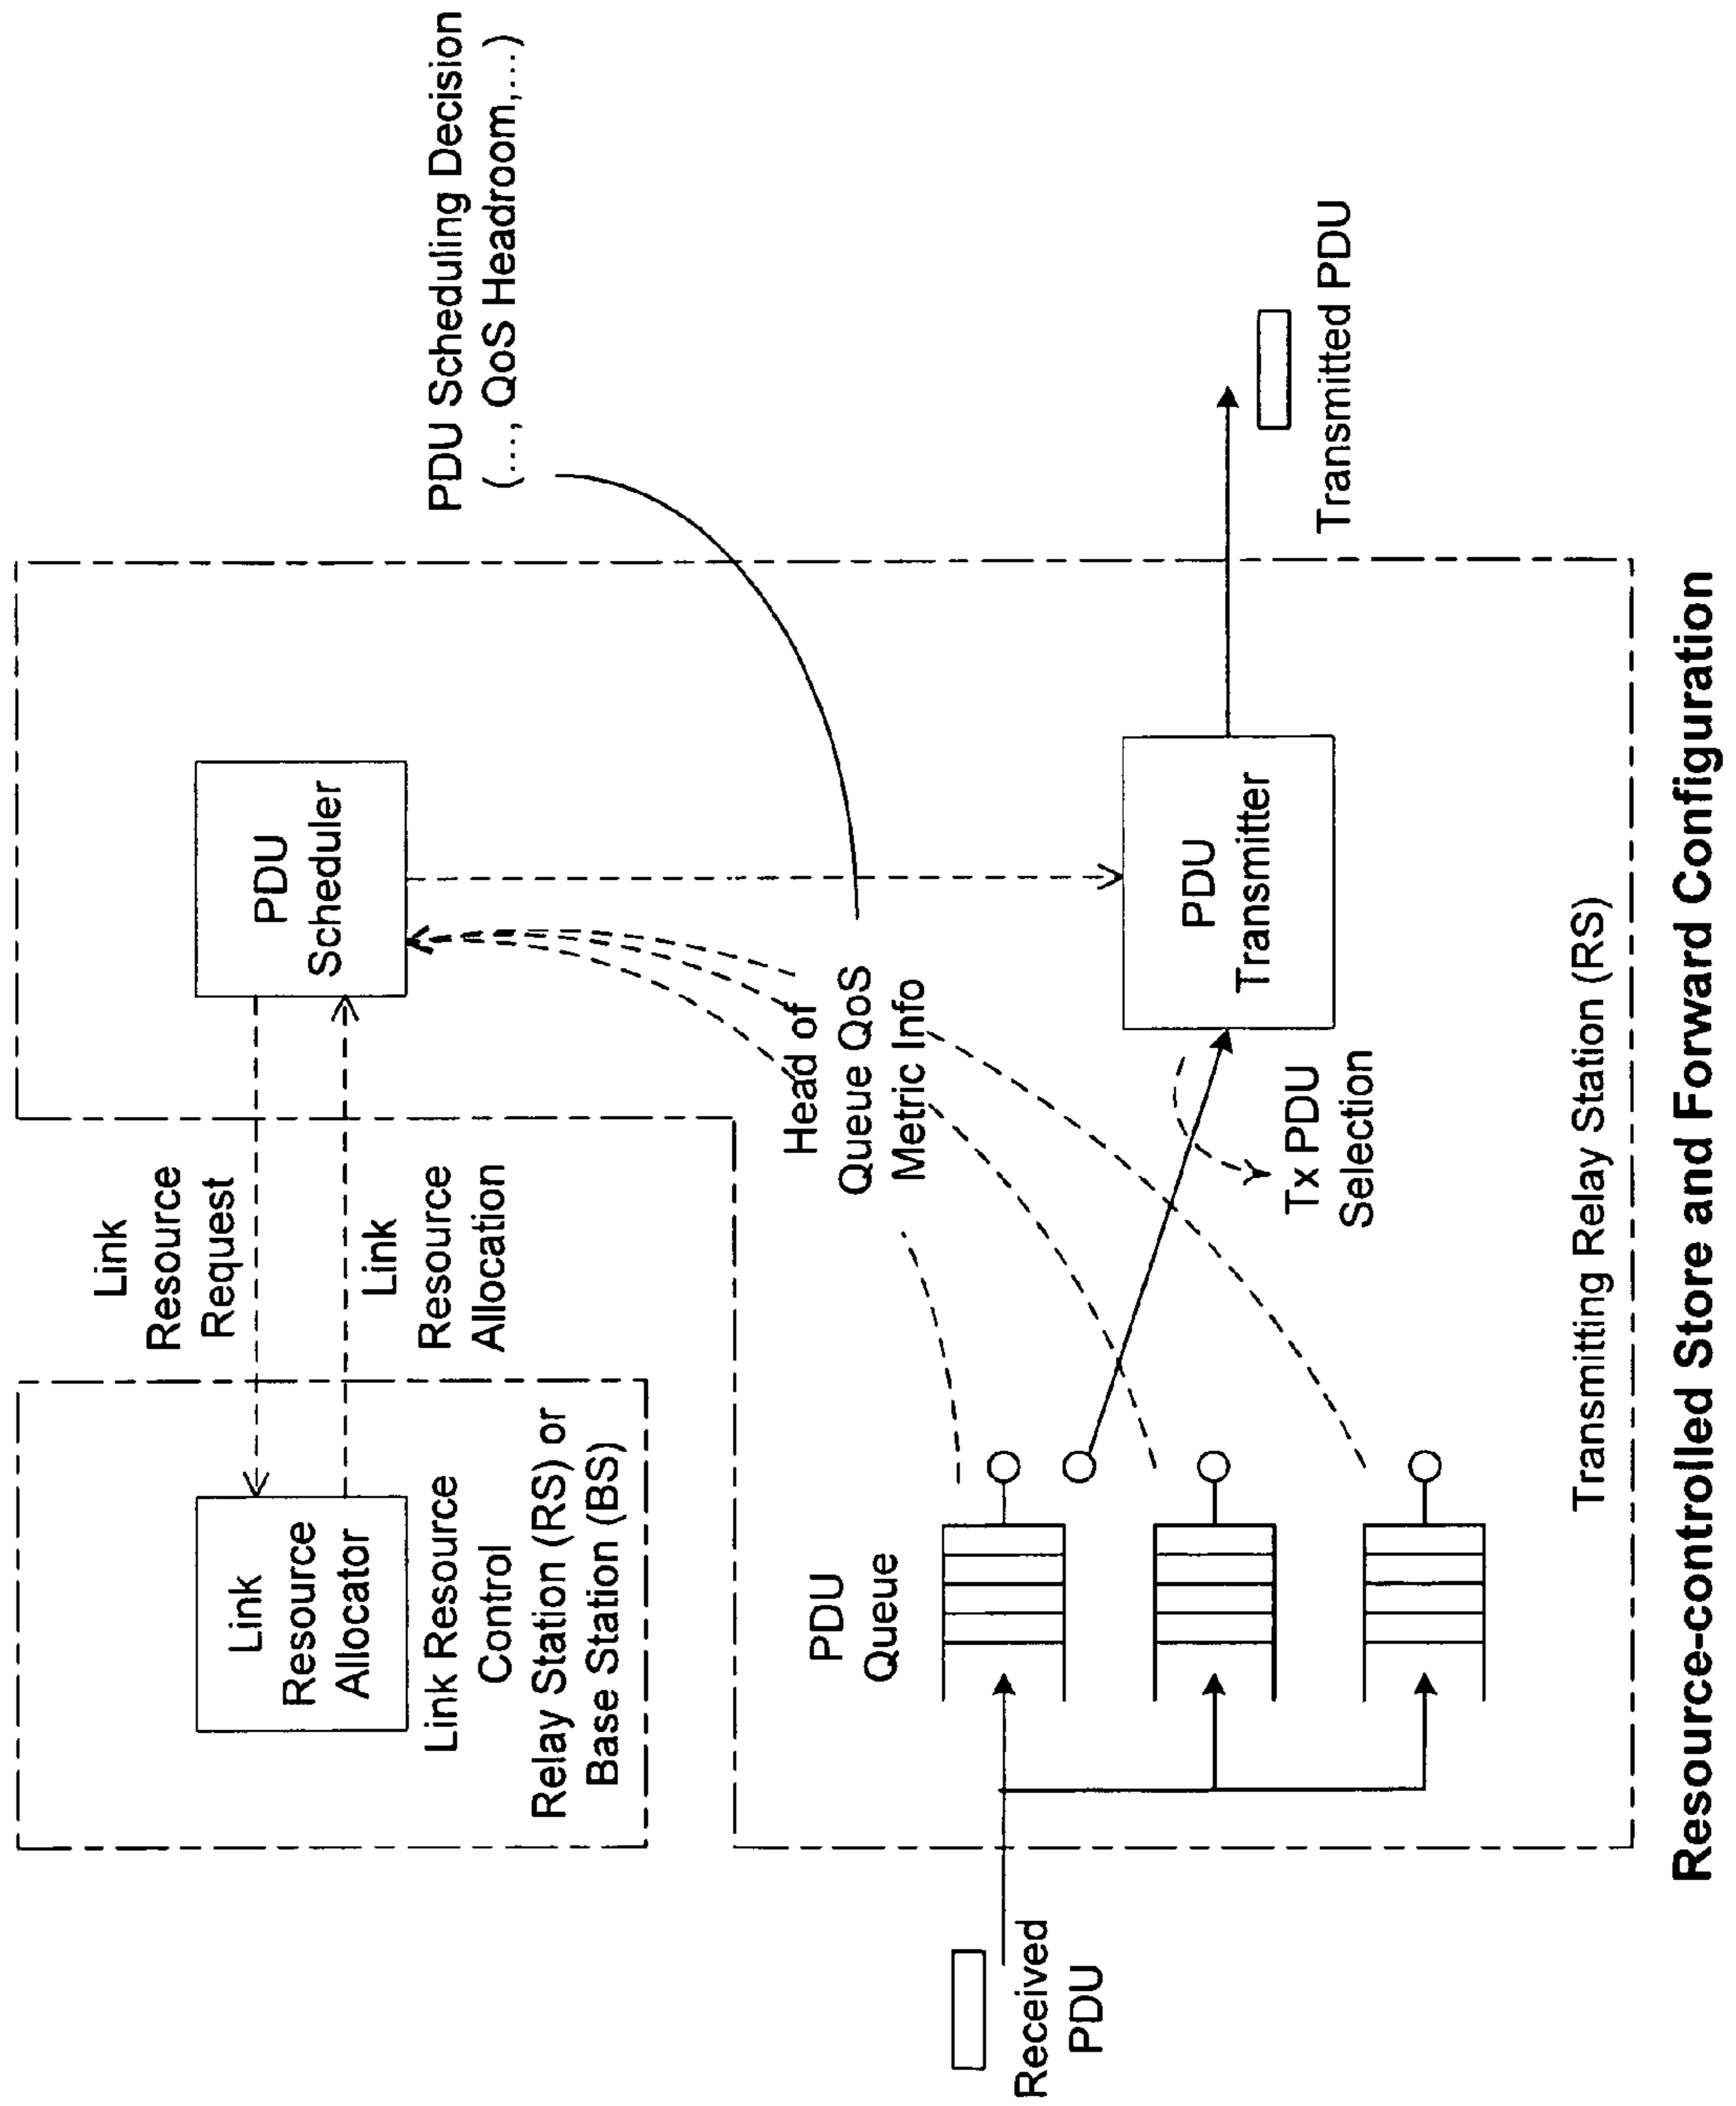 Link
Resource
Allocator
Link Resource
Control
Relay Station (RS) or
Base Station (BS)
Link
Resource
Request
Link
Resource
Allocation
PDU
Scheduler
PDU Scheduling Decision
(..., QoS Headroom,...)
Head of
Queue QoS
Metric Info
Received
PDU
PDU
Queue
Tx PDU
Selection
PDU
Transmitter
Transmitted PDU
Transmitting Relay Station (RS)
Resource-controlled Store and Forward Configuration